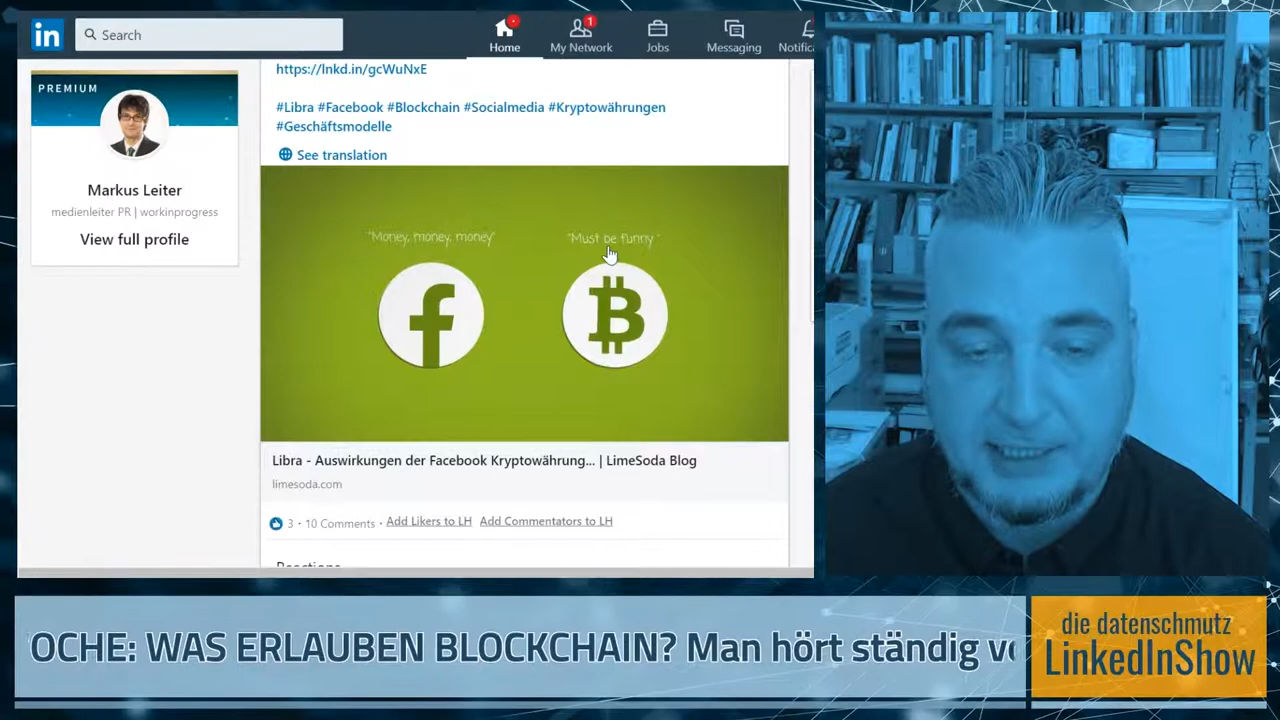 in
Search
Home
1
My Network
Jobs
Messaging
Notifica
PREMIUM
Markus Leiter
medienleiter PR | workinprogress
View full profile
https://lnkd.in/gcWuNxE
#Libra #Facebook #Blockchain #Socialmedia #Kryptowährungen
#Geschäftsmodelle
See translation
"Money, money, money"
"Must be funny "
Libra - Auswirkungen der Facebook Kryptowährung... | LimeSoda Blog
limesoda.com
3 · 10 Comments · Add Likers to LH Add Commentators to LH
Reactions
OCHE: WAS ERLAUBEN BLOCKCHAIN? Man hört ständig vo
die datenschmutz
LinkedInShow